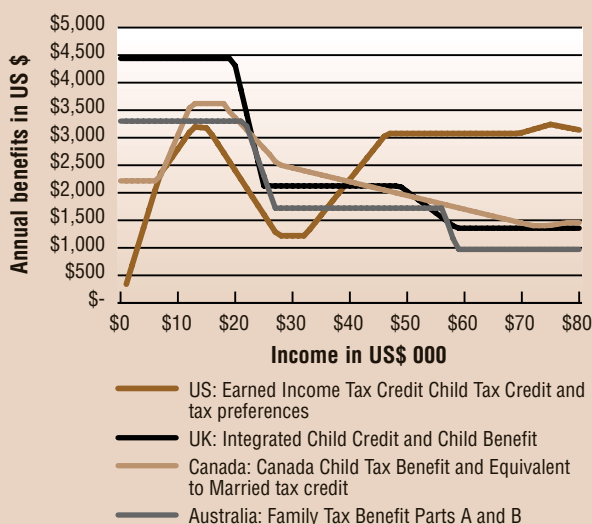 $5,000
$4,500
$4,000
$3,500
$3,000
$2,500
$2,000
$1,500
$1,000
$500
$-
Annual benefits in US $
$0 $10 $20 $30 $40 $50 $60 $70 $80
Income in US$ 000
US: Earned Income Tax Credit Child Tax Credit and
tax preferences
UK: Integrated Child Credit and Child Benefit
Canada: Canada Child Tax Benefit and Equivalent
to Married tax credit
Australia: Family Tax Benefit Parts A and B